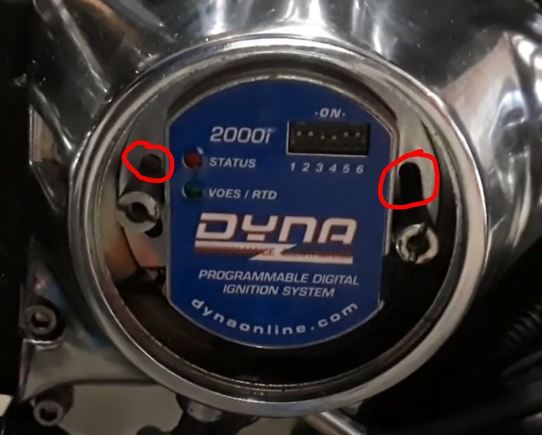 -ON-
2000i
STATUS
1 2 3 4 5 6
VOES / RTD
DYNA
PROGRAMMABLE DIGITAL
IGNITION SYSTEM
dynaonline.com